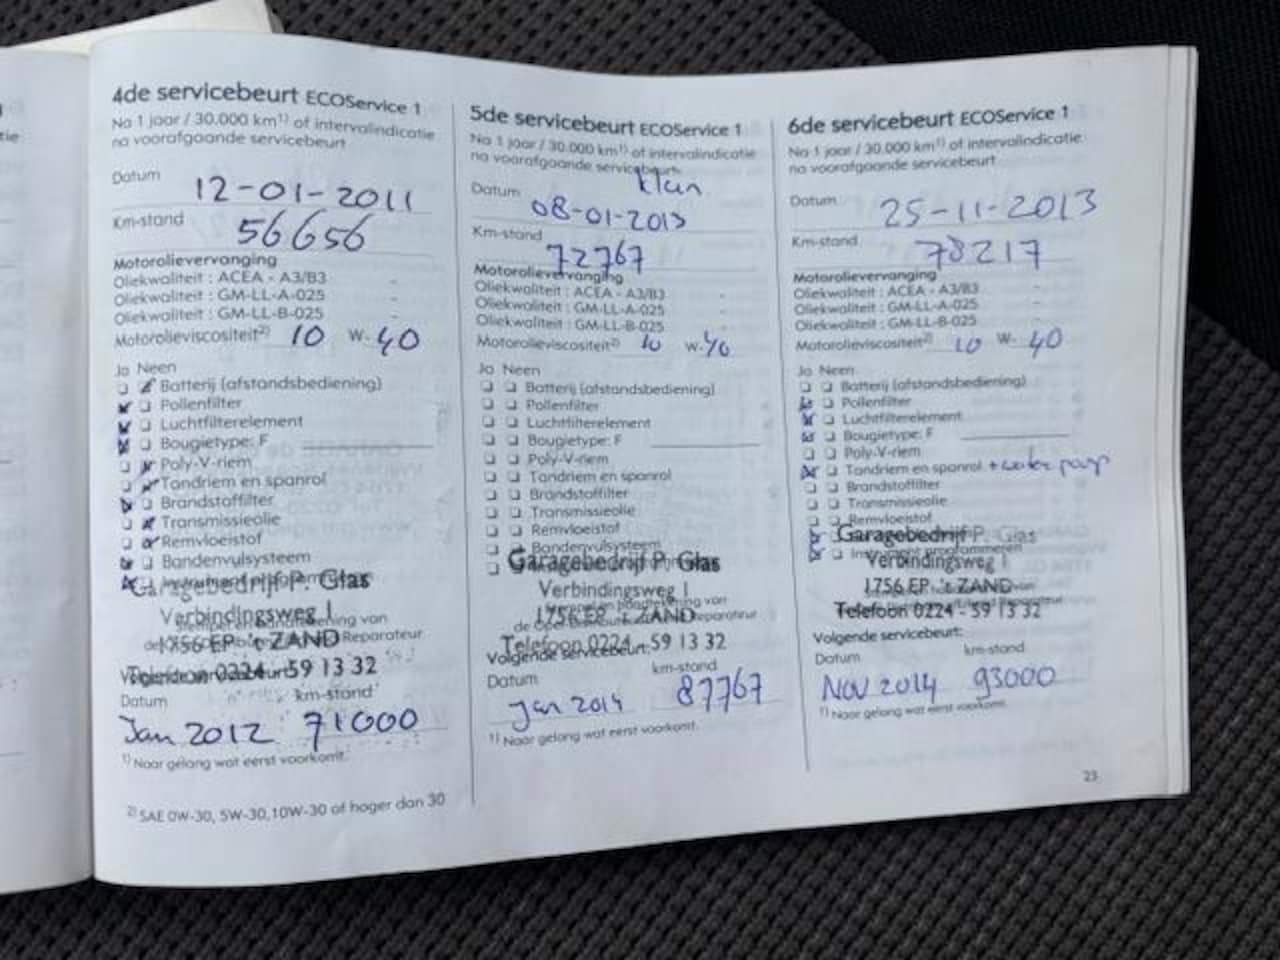 4de servicebeurt ECOService 1
Na 1 jaar / 30.000 km1) of intervalindicatie
na voorafgaande servicebeurt
Datum 12-01-2011
Km-stand 56656
Motorolievervanging
Oliekwaliteit : ACEA - A3/B3 -
Oliekwaliteit : GM-LL-A-025 -
Oliekwaliteit : GM-LL-B-025 -
Motorolieviscositeit2) 10 W- 40
Ja Neen
Batterij (afstandsbediening)
Pollenfilter
Luchtfilterelement
Bougietype: F
Poly-V-riem
Tandriem en spanrol
Brandstoffilter
Transmissieolie
Remvloeistof
Bandenvulsysteem
Garagebedrijf P. Glas
Verbindingsweg 1
1756 EP 't ZAND Reparateur
Telefoon 0224 - 59 13 32
Datum km-stand
Jan 2012 71000
1) Naar gelang wat eerst voorkomt.
2) SAE 0W-30, 5W-30, 10W-30 of hoger dan 30
5de servicebeurt ECOService 1
Na 1 jaar / 30.000 km1) of intervalindicatie
na voorafgaande servicebeurt
klein
Datum 08-01-2013
Km-stand 72767
Motorolievervanging
Oliekwaliteit : ACEA - A3/B3 -
Oliekwaliteit : GM-LL-A-025 -
Oliekwaliteit : GM-LL-B-025 -
Motorolieviscositeit2) 10 W- 40
Ja Neen
Batterij (afstandsbediening)
Pollenfilter
Luchtfilterelement
Bougietype: F
Poly-V-riem
Tandriem en spanrol
Brandstoffilter
Transmissieolie
Remvloeistof
Bandenvulsysteem
Garagebedrijf P. Glas
Verbindingsweg 1
1756 EP 't ZAND Reparateur
Telefoon 0224 - 59 13 32
Volgende servicebeurt:
Datum km-stand
Jan 2014 87767
1) Naar gelang wat eerst voorkomt.
6de servicebeurt ECOService 1
Na 1 jaar / 30.000 km1) of intervalindicatie
na voorafgaande servicebeurt
Datum 25-11-2013
Km-stand 78217
Motorolievervanging
Oliekwaliteit : ACEA - A3/B3 -
Oliekwaliteit : GM-LL-A-025 -
Oliekwaliteit : GM-LL-B-025 -
Motorolieviscositeit2) 10 W- 40
Ja Neen
Batterij (afstandsbediening)
Pollenfilter
Luchtfilterelement
Bougietype: F
Poly-V-riem
Tandriem en spanrol
Brandstoffilter
Transmissieolie
Remvloeistof
Garagebedrijf P. Glas
Verbindingsweg 1
1756 EP 't ZAND
Telefoon 0224 - 59 13 32
Volgende servicebeurt:
Datum km-stand
NOV 2014 93000
1) Naar gelang wat eerst voorkomt.
23